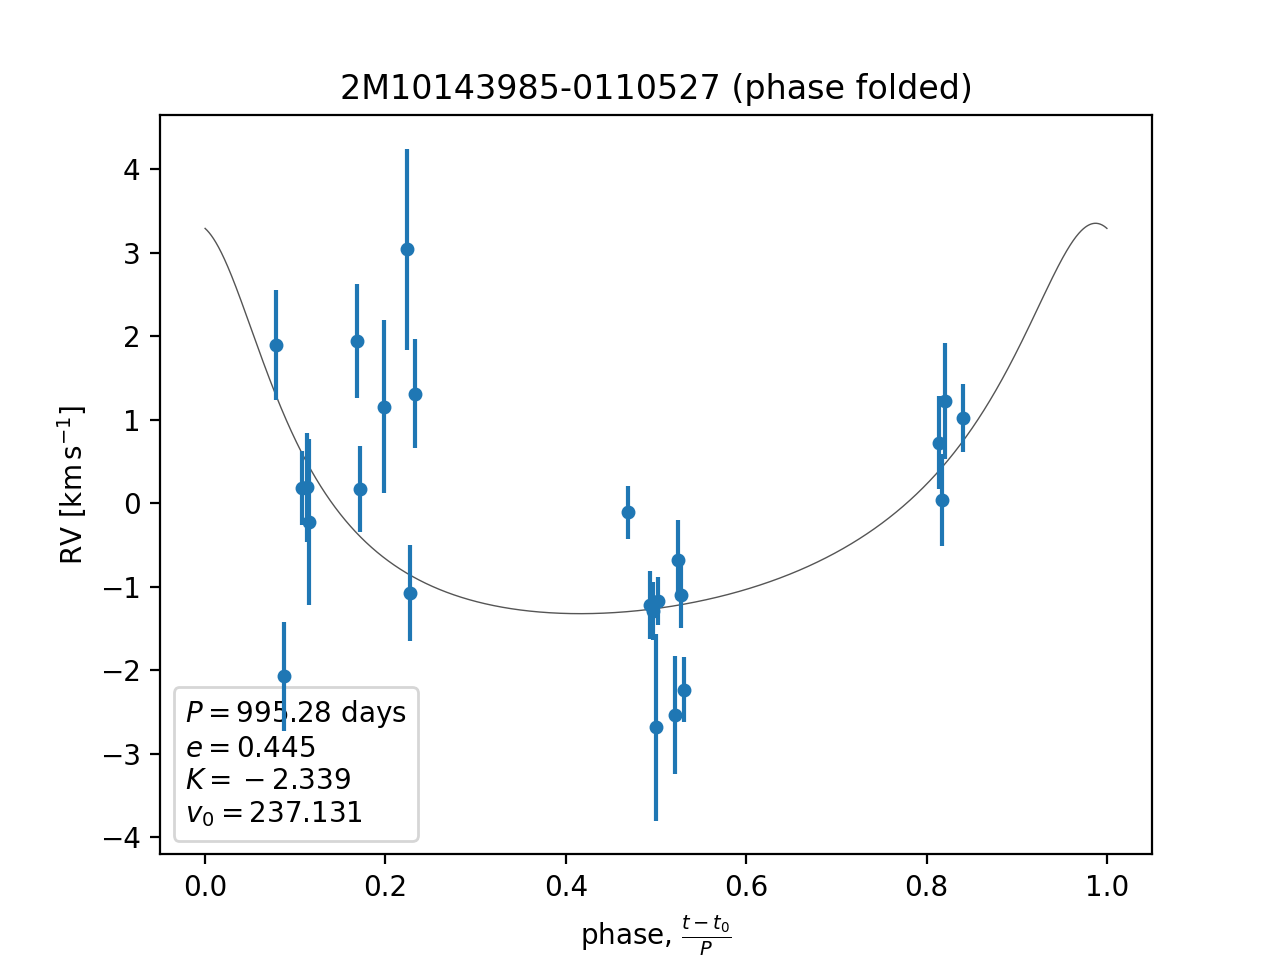 2M10143985-0110527 (phase folded)
RV [km s⁻¹]
4
3
2
1
0
−1
−2
−3
−4
P = 995.28 days
e = 0.445
K = −2.339
v₀ = 237.131
0.0 0.2 0.4 0.6 0.8 1.0
phase, (t − t₀)/P